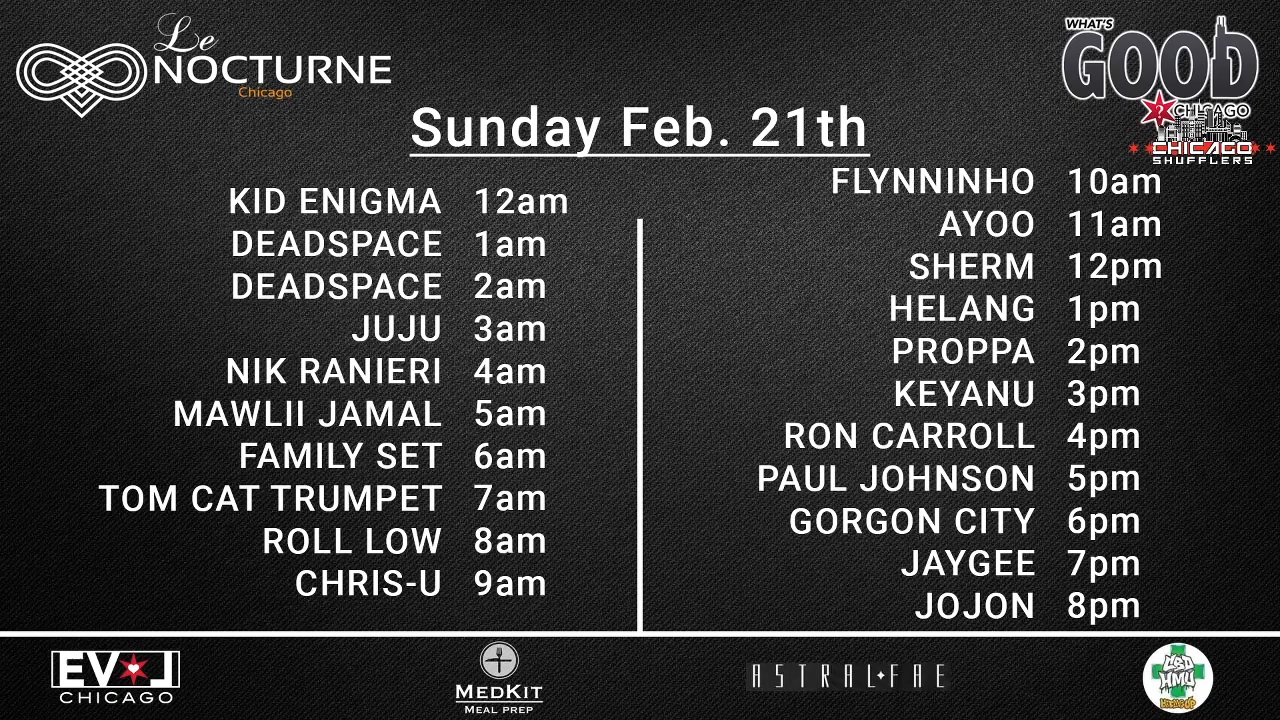 Le
NOCTURNE
Chicago
WHAT'S
GOOD
CHICAGO
CHICAGO
SHUFFLERS
Sunday Feb. 21th
KID ENIGMA 12am
DEADSPACE 1am
DEADSPACE 2am
JUJU 3am
NIK RANIERI 4am
MAWLII JAMAL 5am
FAMILY SET 6am
TOM CAT TRUMPET 7am
ROLL LOW 8am
CHRIS-U 9am
FLYNNINHO 10am
AYOO 11am
SHERM 12pm
HELANG 1pm
PROPPA 2pm
KEYANU 3pm
RON CARROLL 4pm
PAUL JOHNSON 5pm
GORGON CITY 6pm
JAYGEE 7pm
JOJON 8pm
EVOL
CHICAGO
MEDKIT
MEAL PREP
ASTRAL FAE
HMU